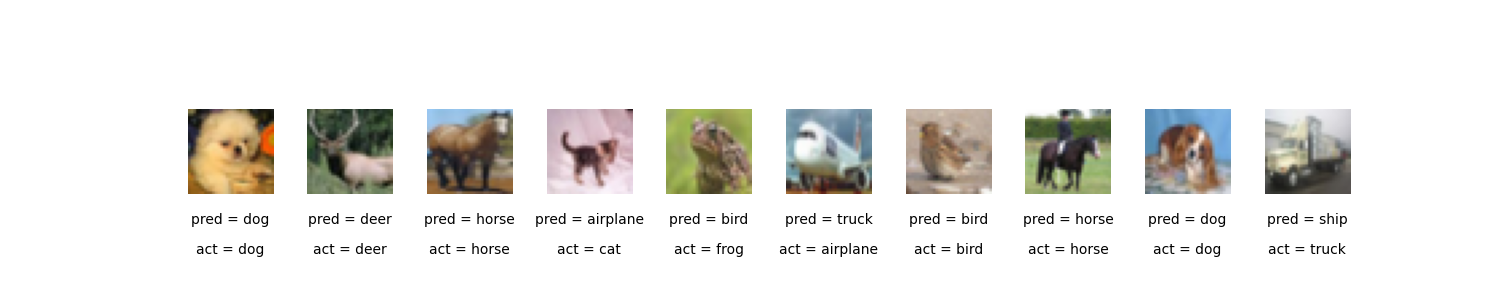 pred = dog pred = deer pred = horse pred = airplane pred = bird pred = truck pred = bird pred = horse pred = dog pred = ship
act = dog act = deer act = horse act = cat act = frog act = airplane act = bird act = horse act = dog act = truck